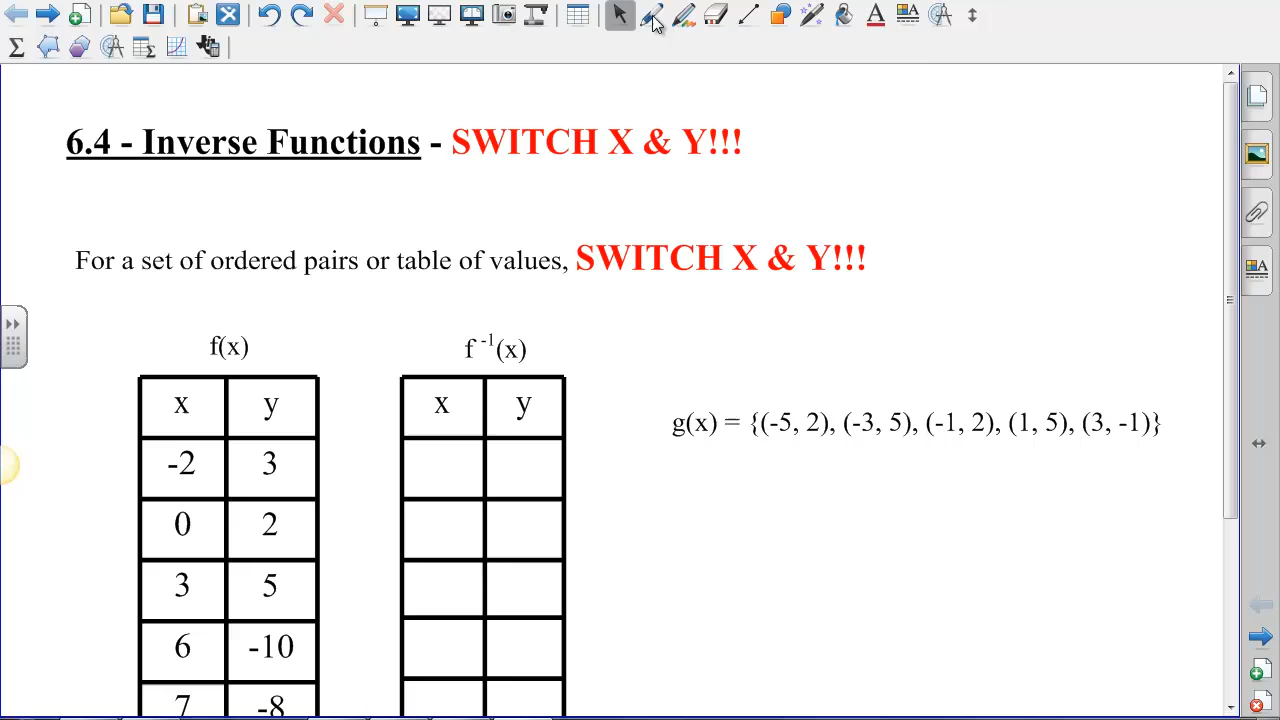 6.4 - Inverse Functions - SWITCH X & Y!!!
For a set of ordered pairs or table of values, SWITCH X & Y!!!
f(x)
x y
-2 3
0 2
3 5
6 -10
7 -8
f -1(x)
x y
g(x) = {(-5, 2), (-3, 5), (-1, 2), (1, 5), (3, -1)}